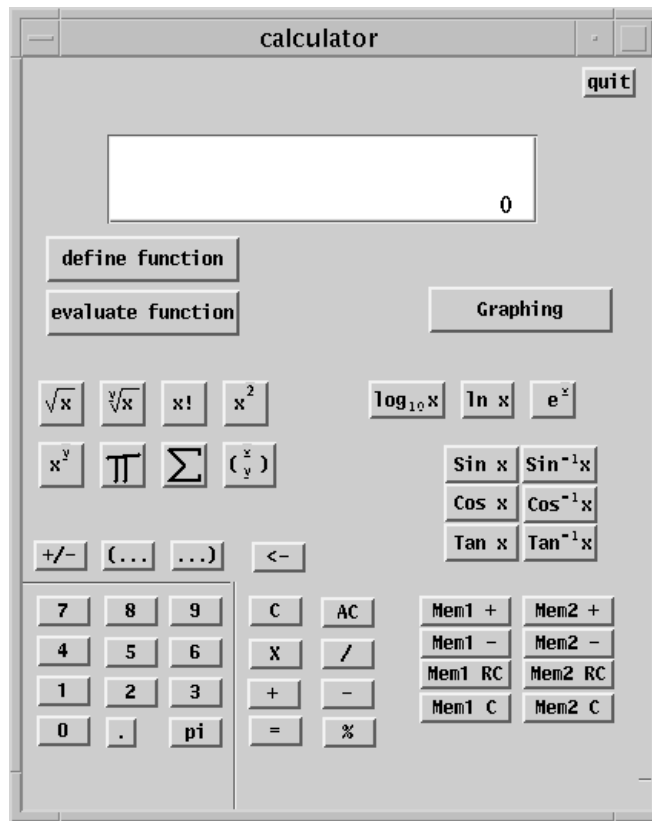 calculator
quit
0
define function
evaluate function
Graphing
√x ʸ√x x! x² log₁₀x ln x eˣ
xʸ ∏ ∑ (ˣᵧ)
Sin x Sin⁻¹x
Cos x Cos⁻¹x
Tan x Tan⁻¹x
+/- (... ...) <-
7 8 9 C AC Mem1 + Mem2 +
4 5 6 X / Mem1 - Mem2 -
1 2 3 + - Mem1 RC Mem2 RC
0 . pi = % Mem1 C Mem2 C